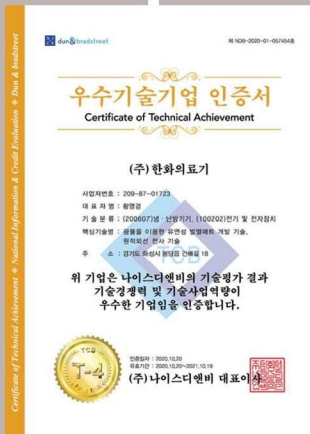 dun&bradstreet
제 NDB-2020-01-057454호
우수기술기업 인증서
Certificate of Technical Achievement
(주)한화의료기
사업자번호 : 209-87-01723
대 표 자 명 : 황영경
기 술 분 류 : (200607)냉·난방기기, (100202)전기 및 전자장치
핵심기술명 : 광물을 이용한 유연성 발열매트 개발 기술,
원적외선 전사 기술
주 소 : 경기도 화성시 봉담읍 건배길 18
TCB
위 기업은 나이스디앤비의 기술평가 결과
기술경쟁력 및 기술사업역량이
우수한 기업임을 인증합니다.
TCB
T-4
인증일자 : 2020.10.20
유효기간 : 2020.10.20~2021.10.19
(주)나이스디앤비 대표이사
Certificate of Technical Achievement * National Information & Credit Evaluation * Dun & bradstreet